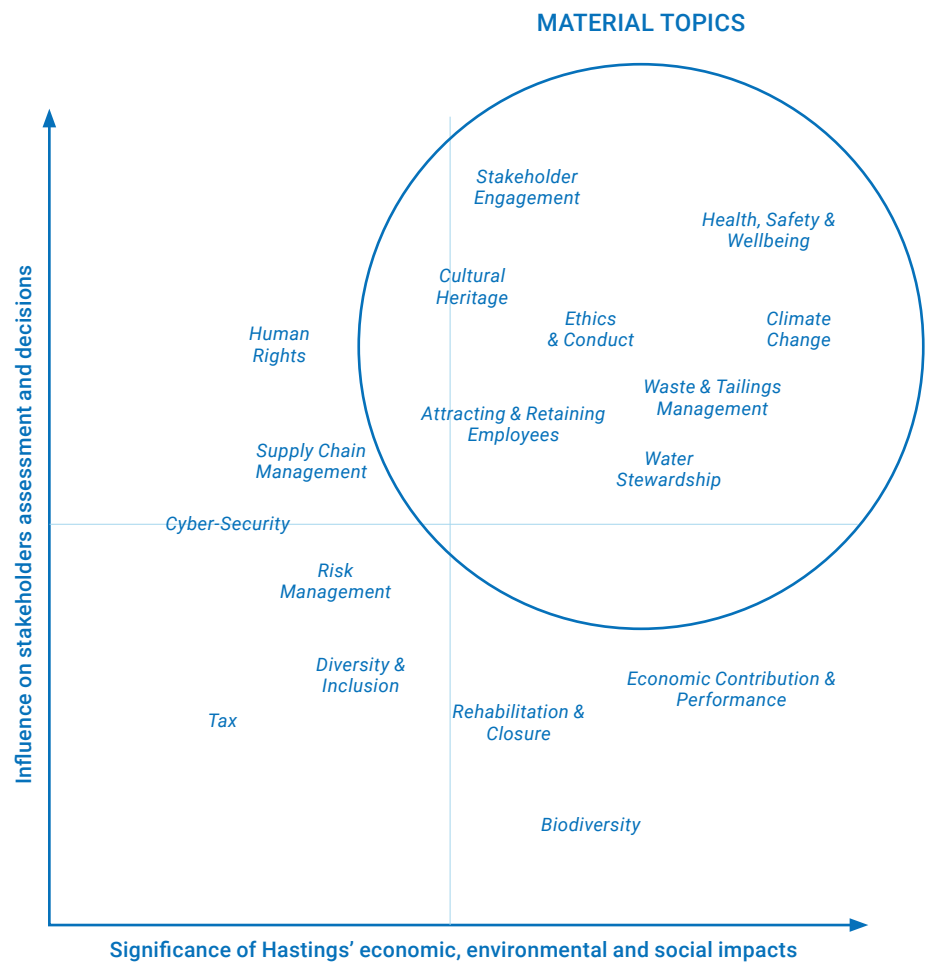 MATERIAL TOPICS
Stakeholder
Engagement
Health, Safety &
Wellbeing
Cultural
Heritage
Ethics
& Conduct
Climate
Change
Human
Rights
Waste & Tailings
Management
Attracting & Retaining
Employees
Supply Chain
Management
Water
Stewardship
Cyber-Security
Risk
Management
Diversity &
Inclusion
Economic Contribution &
Performance
Tax
Rehabilitation &
Closure
Biodiversity
Influence on stakeholders assessment and decisions
Significance of Hastings’ economic, environmental and social impacts